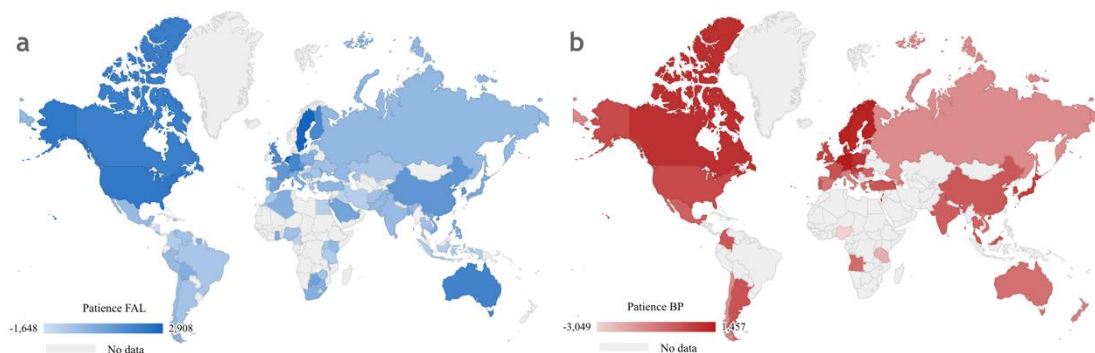 a
Patience FAL
-1,648 2,908
No data
b
Patience BP
-3,049 1,457
No data